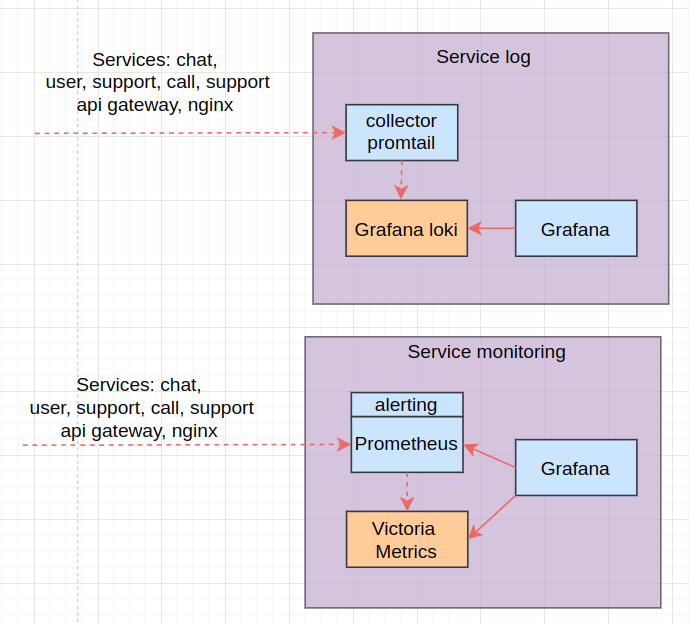 Services: chat,
user, support, call, support
api gateway, nginx
Service log
collector
promtail
Grafana loki
Grafana
Service monitoring
Services: chat,
user, support, call, support
api gateway, nginx
alerting
Prometheus
Grafana
Victoria
Metrics